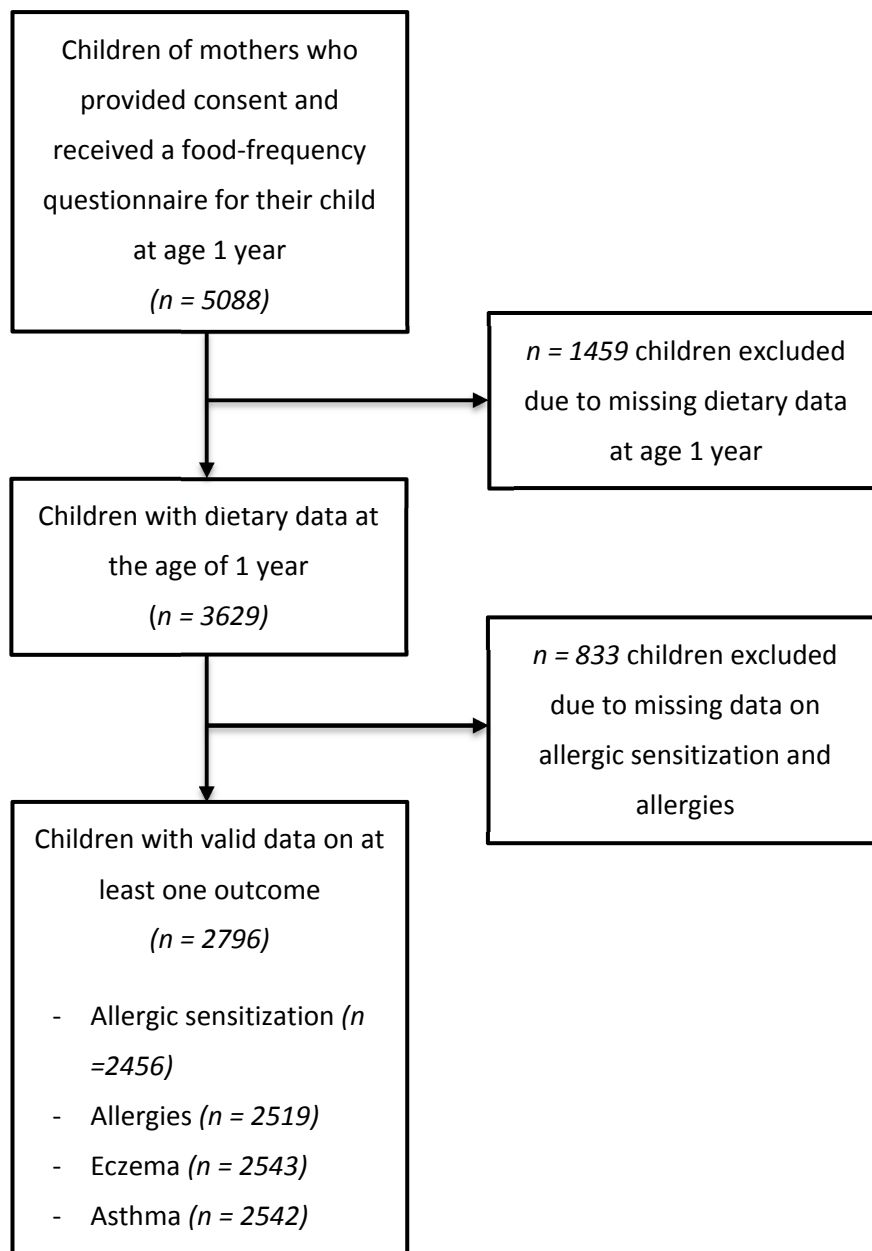 Children of mothers who
provided consent and
received a food-frequency
questionnaire for their child
at age 1 year
(n = 5088)
n = 1459 children excluded
due to missing dietary data
at age 1 year
Children with dietary data at
the age of 1 year
(n = 3629)
n = 833 children excluded
due to missing data on
allergic sensitization and
allergies
Children with valid data on at
least one outcome
(n = 2796)
- Allergic sensitization (n
=2456)
- Allergies (n = 2519)
- Eczema (n = 2543)
- Asthma (n = 2542)